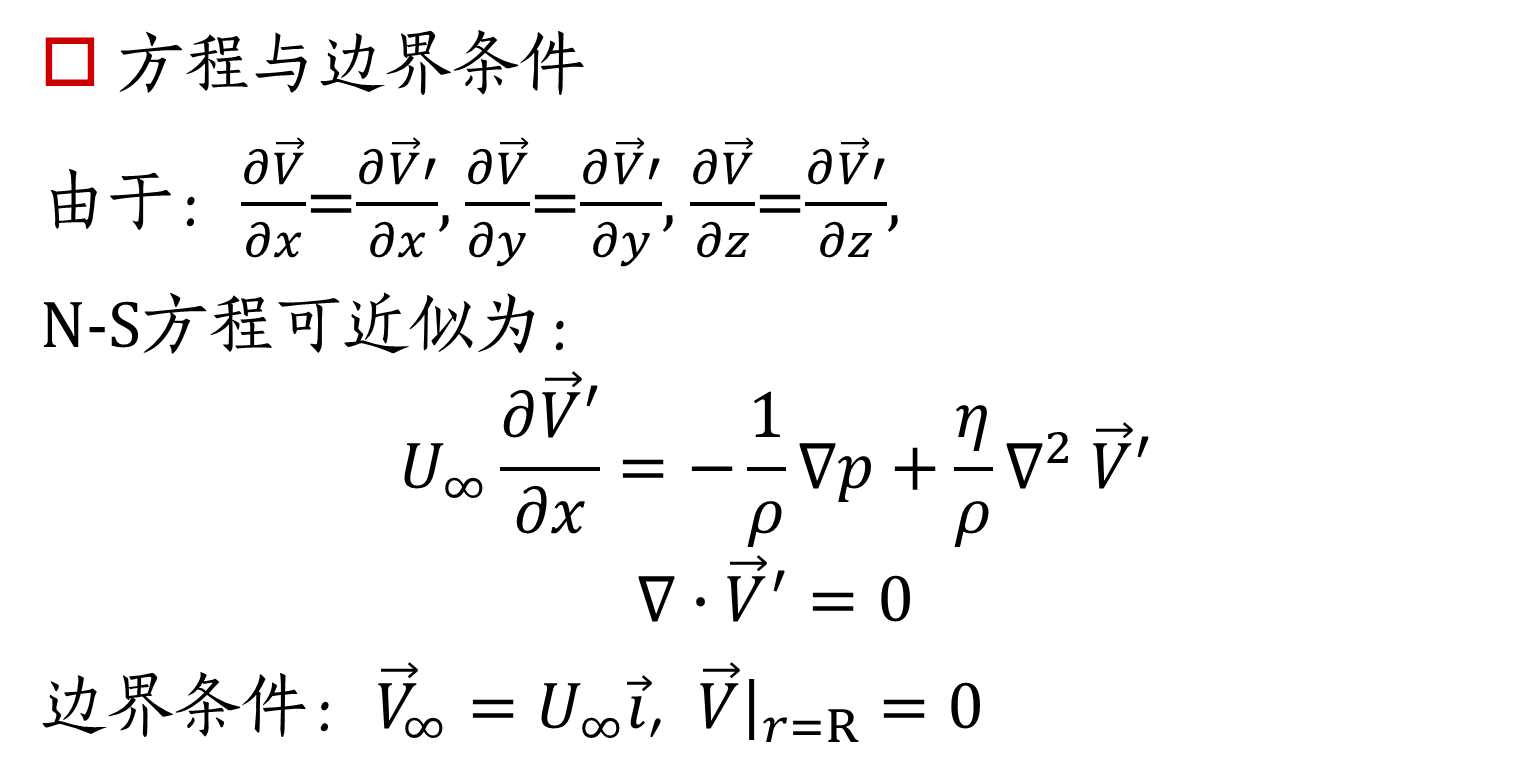 □ 方程与边界条件
由于：∂V⃗/∂x=∂V⃗′/∂x, ∂V⃗/∂y=∂V⃗′/∂y, ∂V⃗/∂z=∂V⃗′/∂z,
N-S方程可近似为：
U∞ ∂V⃗′/∂x = −1/ρ ∇p + η/ρ ∇² V⃗′
∇ · V⃗′ = 0
边界条件：V⃗∞ = U∞i⃗, V⃗|r=R = 0